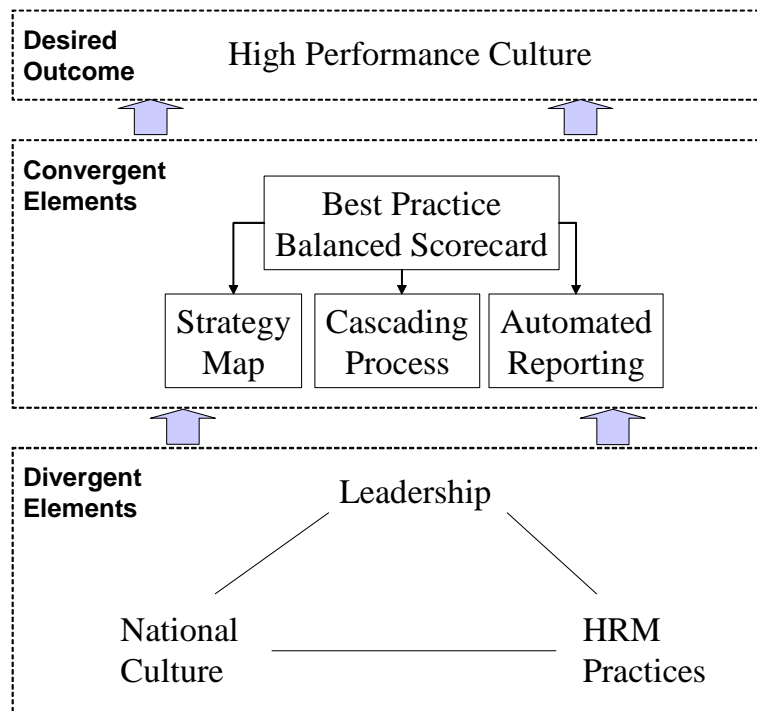 Desired
Outcome
High Performance Culture
Convergent
Elements
Best Practice
Balanced Scorecard
Strategy
Map
Cascading
Process
Automated
Reporting
Divergent
Elements
Leadership
National
Culture
HRM
Practices